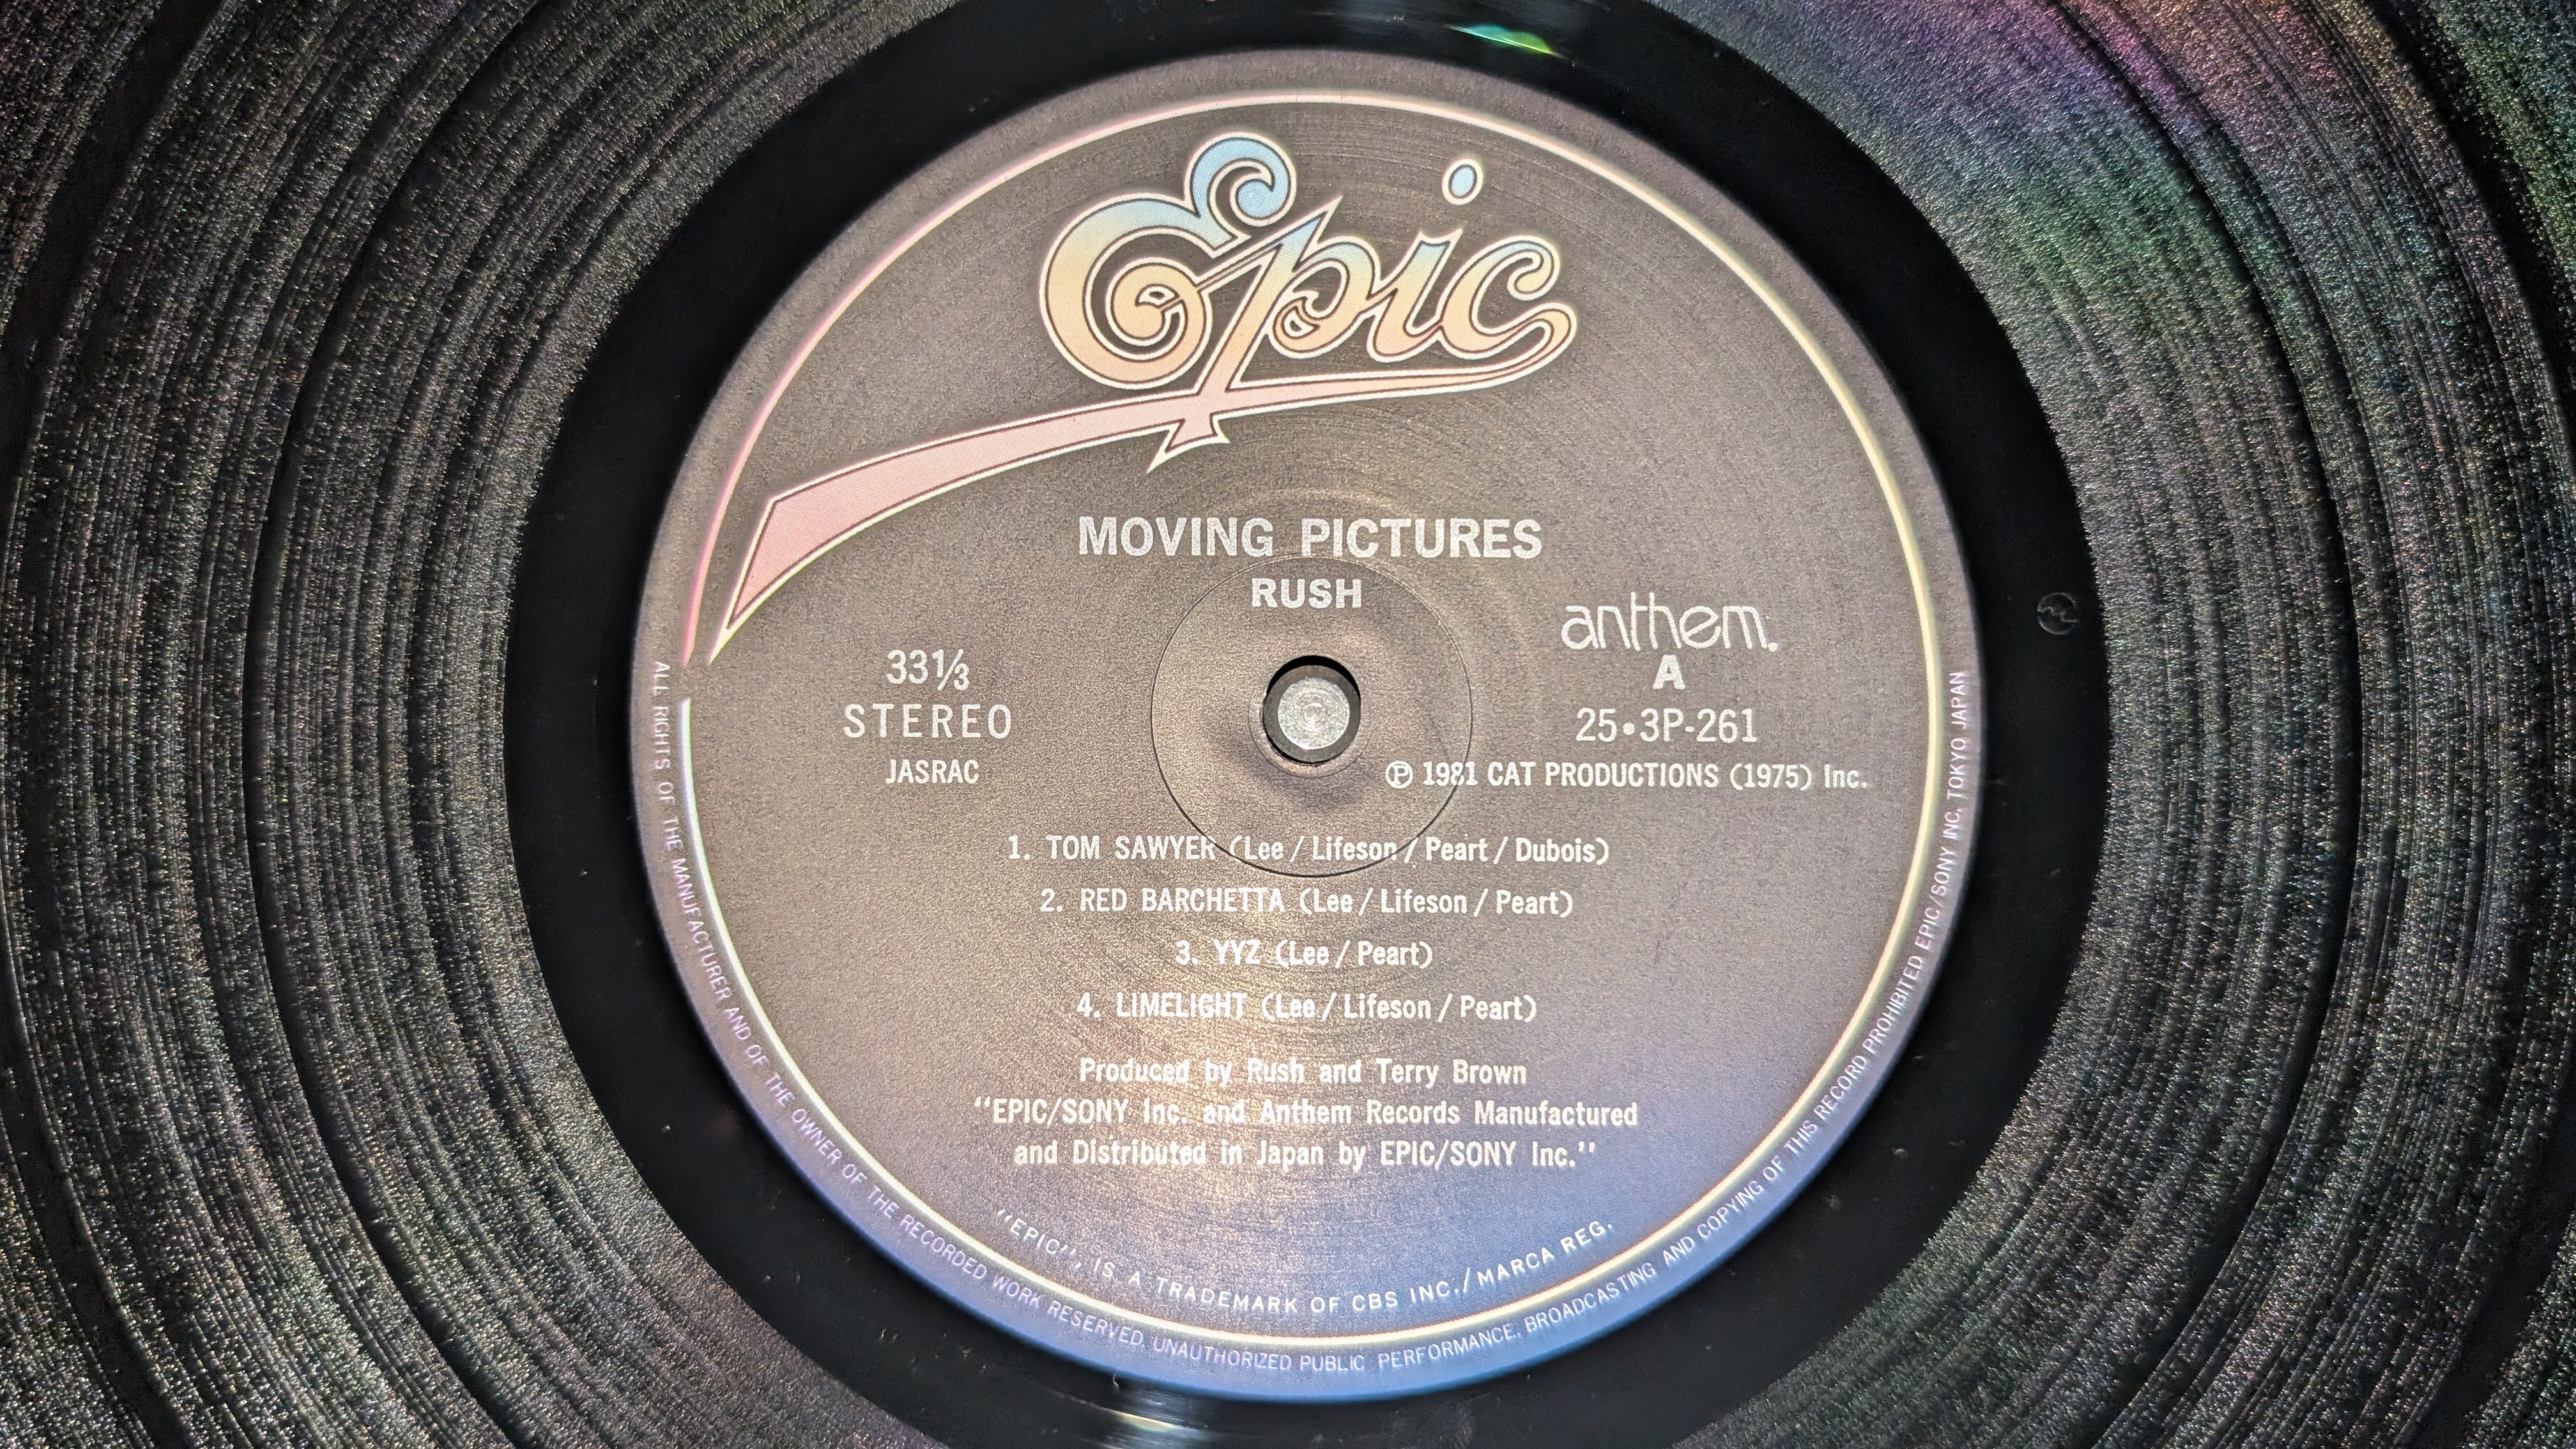 Epic
MOVING PICTURES
RUSH
33⅓
STEREO
JASRAC
anthem.
A
25•3P-261
℗ 1981 CAT PRODUCTIONS (1975) Inc.
1. TOM SAWYER (Lee / Lifeson / Peart / Dubois)
2. RED BARCHETTA (Lee / Lifeson / Peart)
3. YYZ (Lee / Peart)
4. LIMELIGHT (Lee / Lifeson / Peart)
Produced by Rush and Terry Brown
“EPIC/SONY Inc. and Anthem Records Manufactured
and Distributed in Japan by EPIC/SONY Inc.”
“EPIC”, IS A TRADEMARK OF CBS INC./MARCA REG.
ALL RIGHTS OF THE MANUFACTURER AND OF THE OWNER OF THE RECORDED WORK RESERVED. UNAUTHORIZED PUBLIC PERFORMANCE, BROADCASTING AND COPYING OF THIS RECORD PROHIBITED EPIC/SONY INC, TOKYO JAPAN